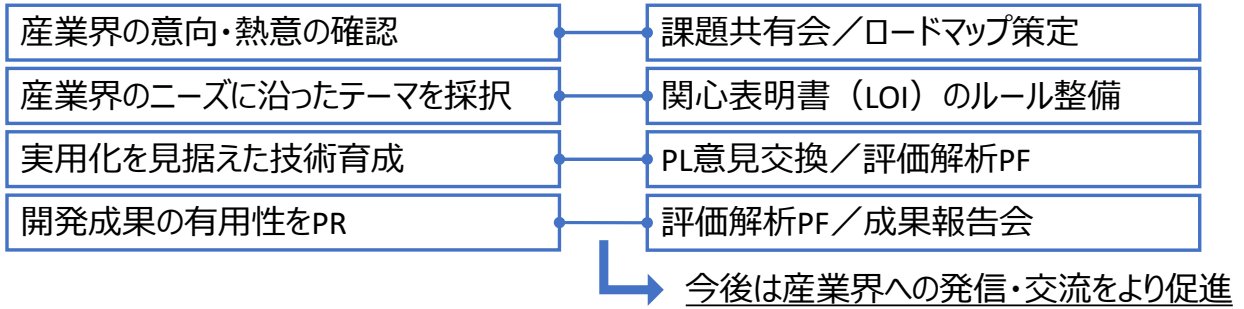 産業界の意向・熱意の確認
課題共有会／ロードマップ策定
産業界のニーズに沿ったテーマを採択
関心表明書（LOI）のルール整備
実用化を見据えた技術育成
PL意見交換／評価解析PF
開発成果の有用性をPR
評価解析PF／成果報告会
今後は産業界への発信・交流をより促進